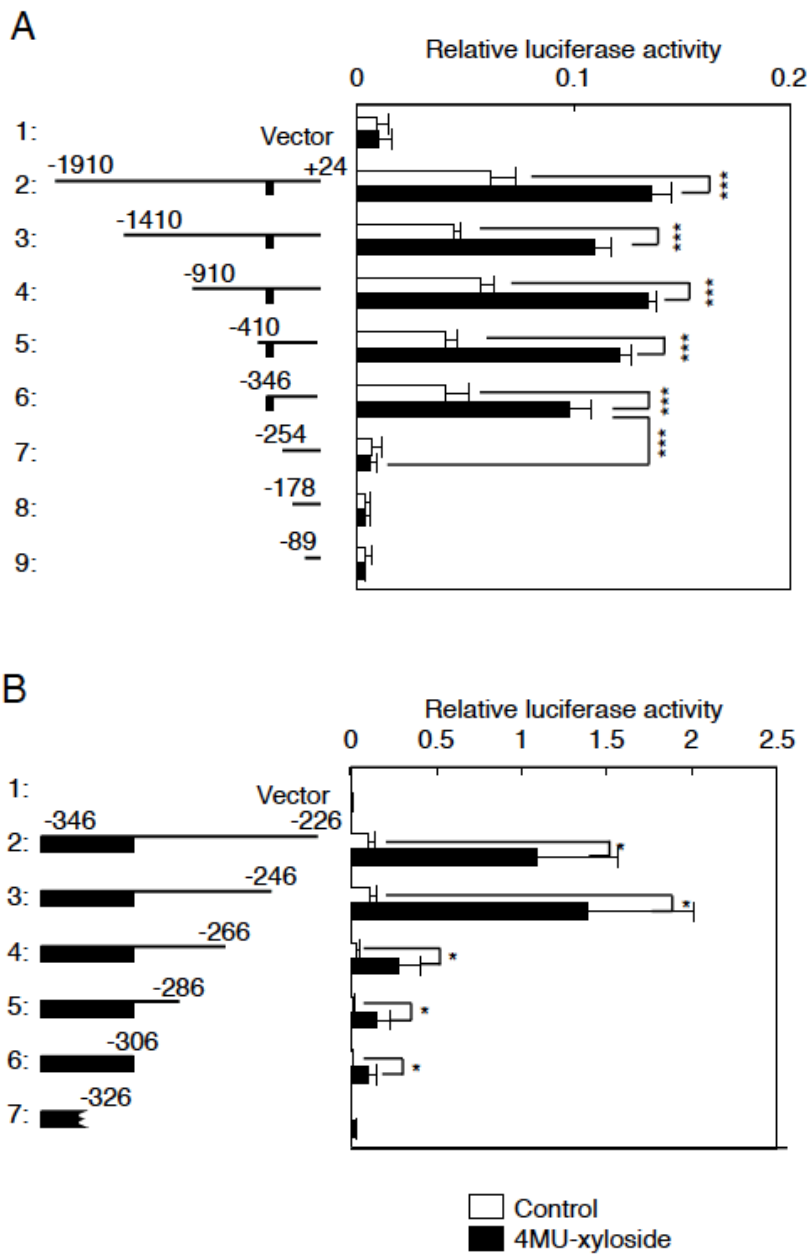 A
Relative luciferase activity
0 0.1 0.2
1: Vector
-1910 +24
2: ***
-1410
3: ***
-910
4: ***
-410
5: ***
-346
6: ***
-254 ***
7:
-178
8:
-89
9:
B
Relative luciferase activity
0 0.5 1 1.5 2 2.5
1: Vector
-346 -226
2: *
-246
3: *
-266
4: *
-286
5: *
-306
6: *
-326
7:
Control
4MU-xyloside